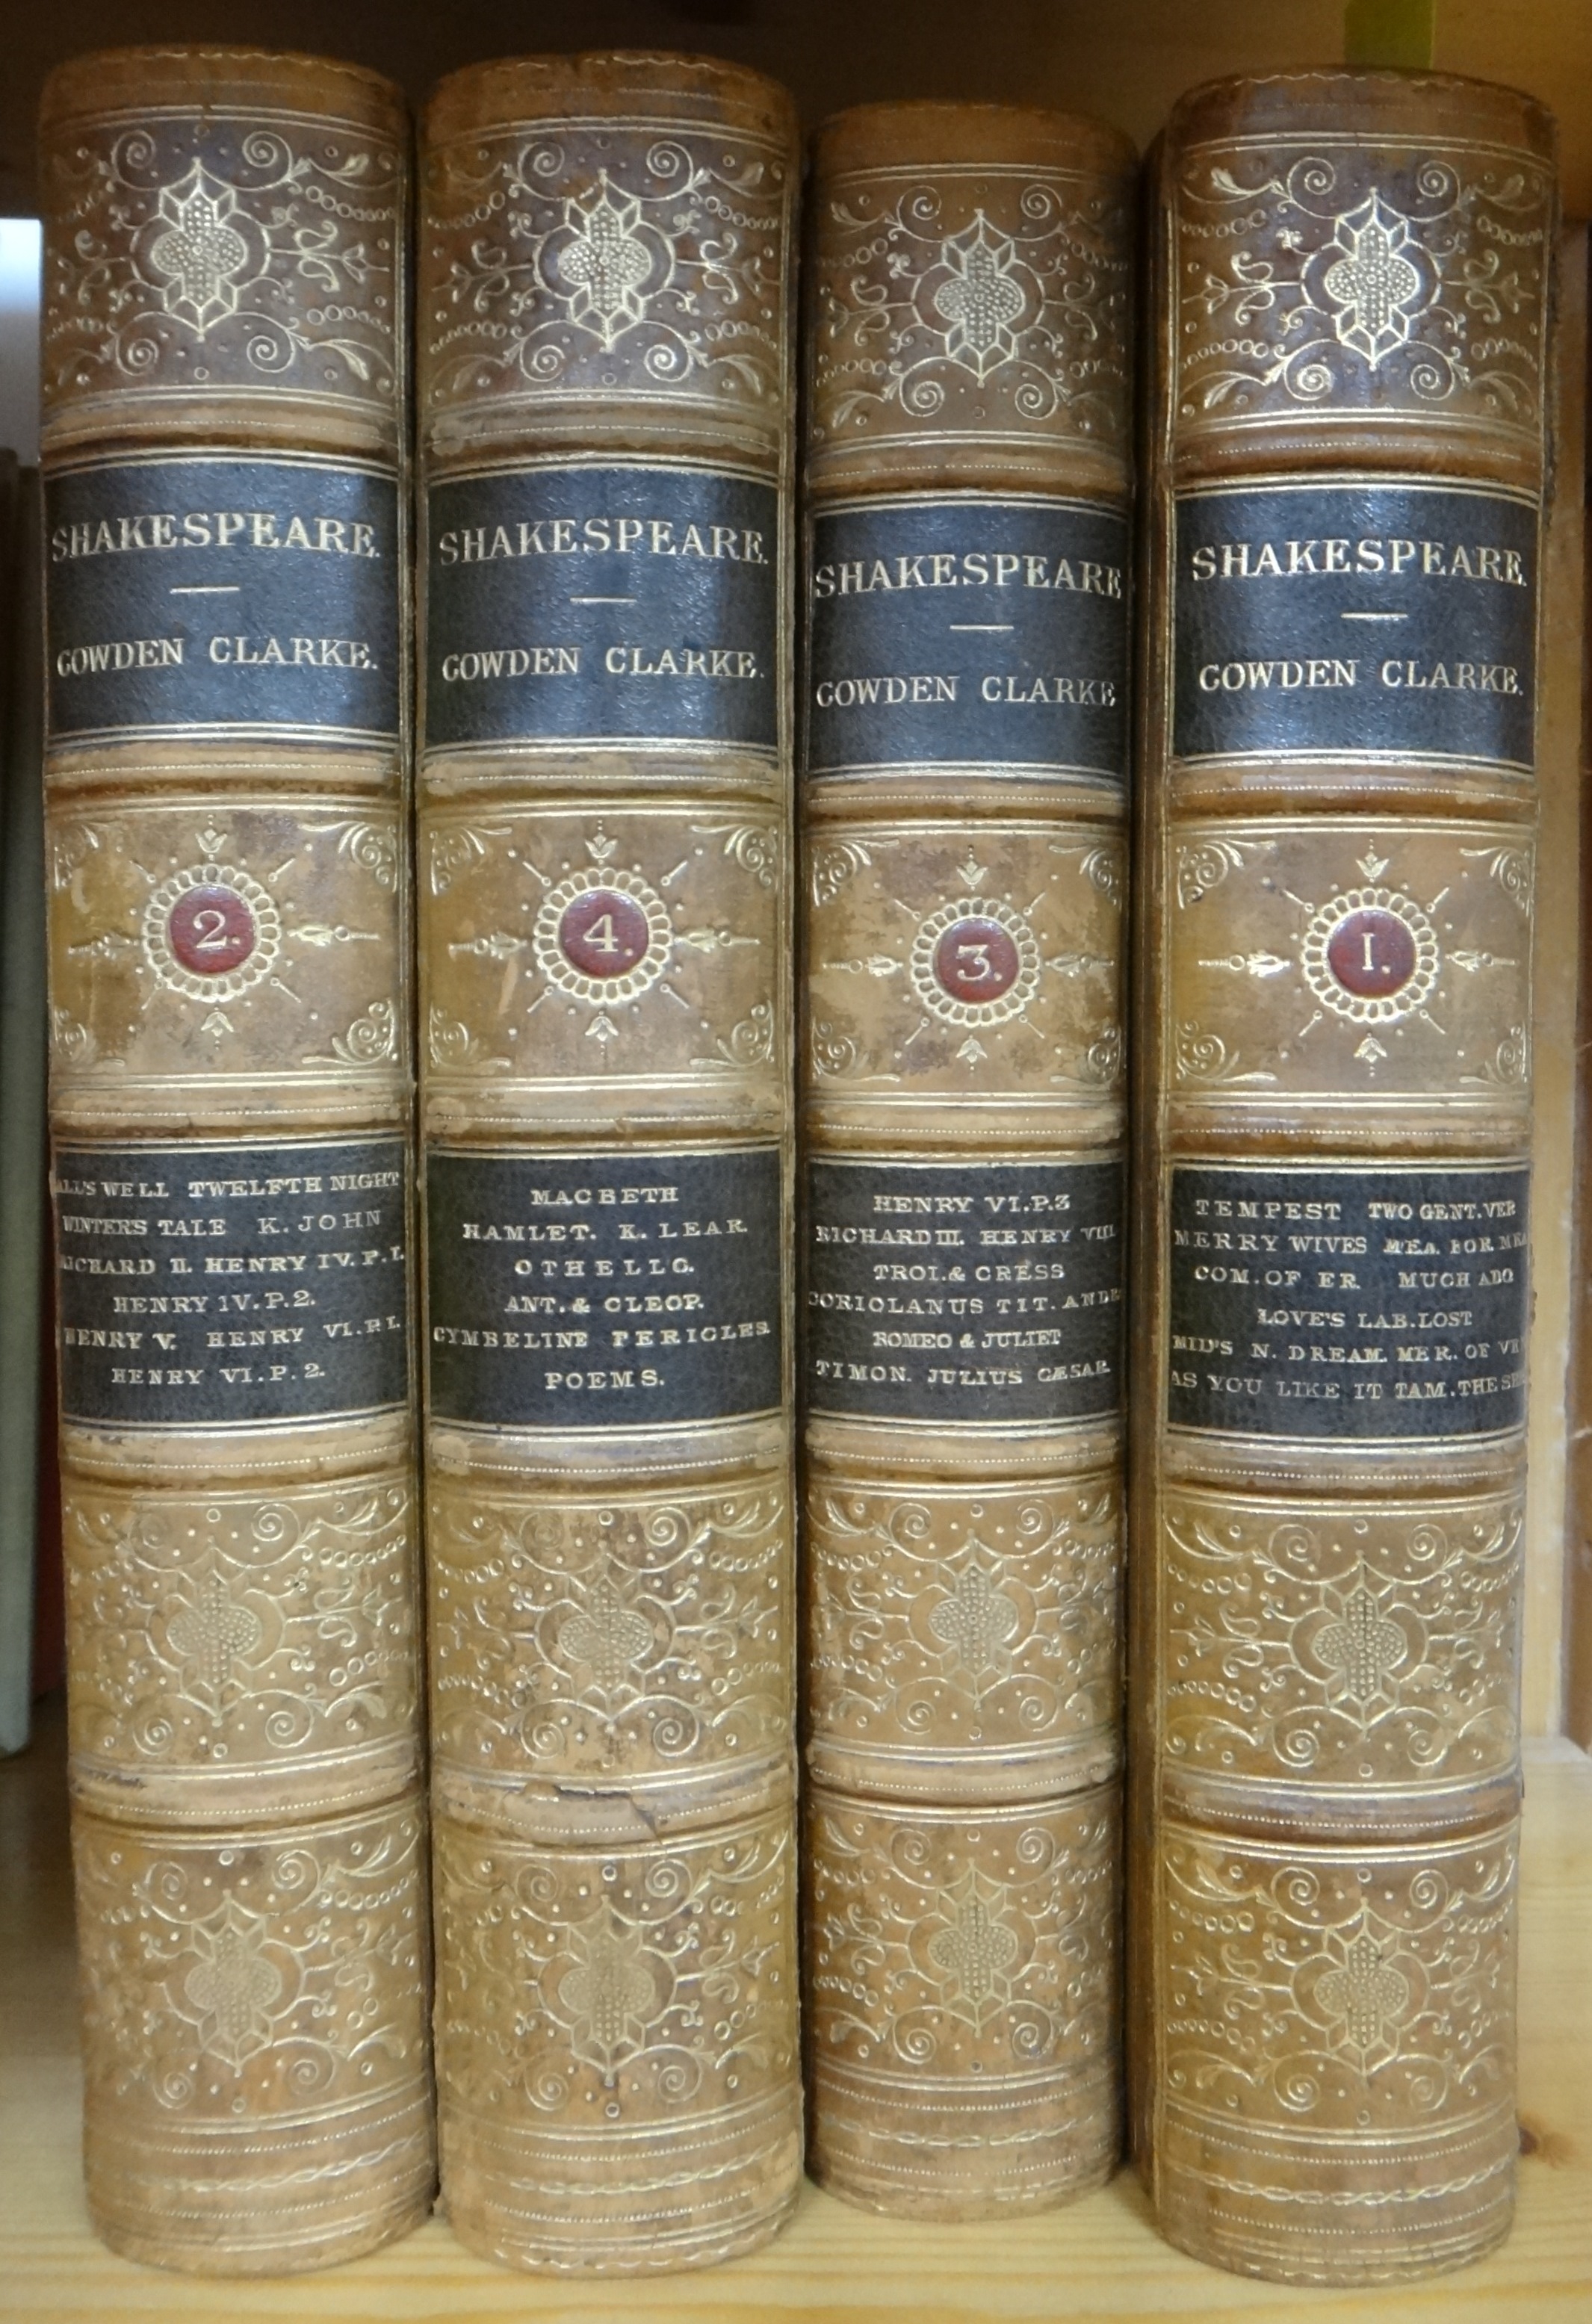 SHAKESPEARE.
COWDEN CLARKE.
2.
ALL'S WELL TWELFTH NIGHT
WINTER'S TALE K. JOHN
RICHARD II. HENRY IV. P. I.
HENRY IV. P. 2.
HENRY V. HENRY VI. P. I.
HENRY VI. P. 2.
SHAKESPEARE.
COWDEN CLARKE.
4.
MACBETH
HAMLET. K. LEAR.
OTHELLO.
ANT. & CLEOP.
CYMBELINE PERICLES.
POEMS.
SHAKESPEARE
COWDEN CLARKE
3.
HENRY VI. P. 3
RICHARD III. HENRY VIII.
TROI. & CRESS
CORIOLANUS TIT. AND
ROMEO & JULIET
TIMON. JULIUS CÆSAR.
SHAKESPEARE.
COWDEN CLARKE.
I.
TEMPEST TWO GENT. VER
MERRY WIVES MEA. FOR MEA
COM. OF ER. MUCH ADO
LOVE'S LAB. LOST
MID'S N. DREAM. MER. OF VE
AS YOU LIKE IT TAM. THE SH